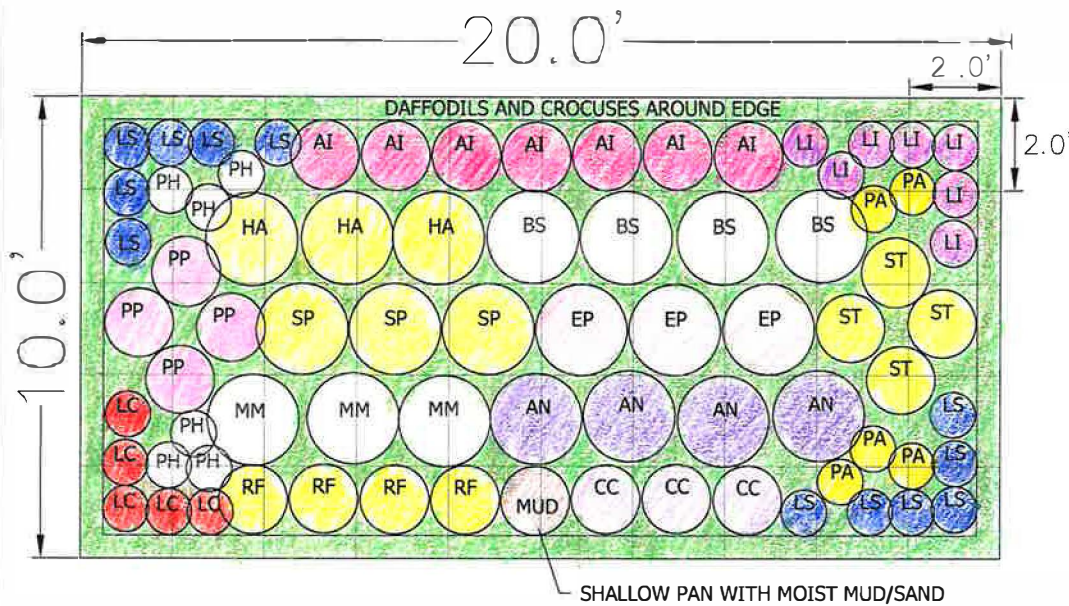 20.0'
2.0'
DAFFODILS AND CROCUSES AROUND EDGE
2.0'
10.0'
LS LS LS LS AI AI AI AI AI AI AI LI LI LI LI
PH LI
LS PH PA PA LI
PH
LS HA HA HA BS BS BS BS LI
PP ST
PP PP SP SP SP EP EP EP ST ST
PP ST
LC MM MM MM AN AN AN AN LS
PH PA
LC PH PH PA PA LS
RF RF RF RF MUD CC CC CC
LC LC LC LS LS LS LS
SHALLOW PAN WITH MOIST MUD/SAND